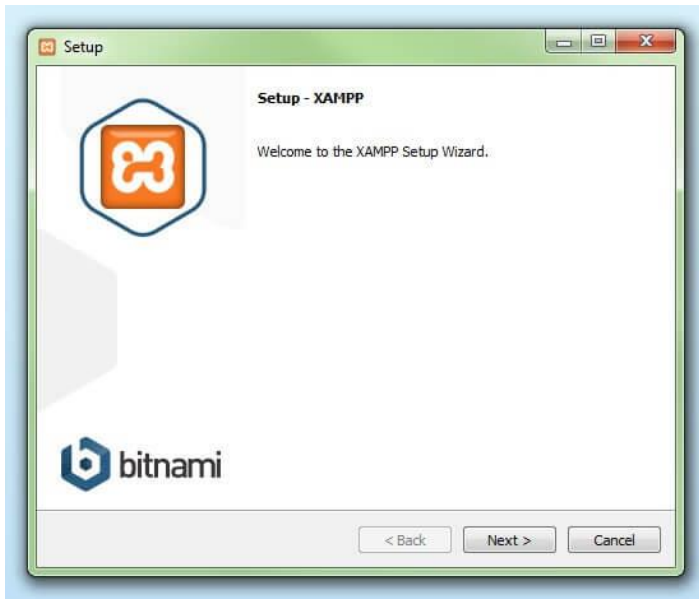 Setup
Setup - XAMPP
Welcome to the XAMPP Setup Wizard.
bitnami
< Back
Next >
Cancel